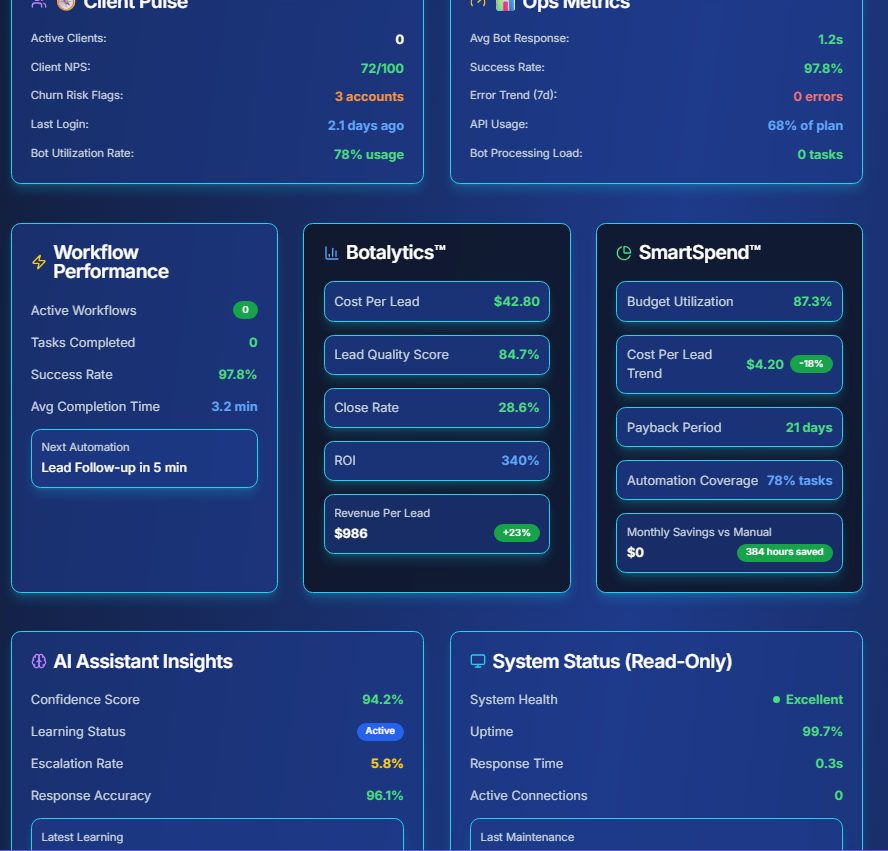 Client Pulse
Active Clients: 0
Client NPS: 72/100
Churn Risk Flags: 3 accounts
Last Login: 2.1 days ago
Bot Utilization Rate: 78% usage
Ops Metrics
Avg Bot Response: 1.2s
Success Rate: 97.8%
Error Trend (7d): 0 errors
API Usage: 68% of plan
Bot Processing Load: 0 tasks
Workflow
Performance
Active Workflows 0
Tasks Completed 0
Success Rate 97.8%
Avg Completion Time 3.2 min
Next Automation
Lead Follow-up in 5 min
Botalytics™
Cost Per Lead $42.80
Lead Quality Score 84.7%
Close Rate 28.6%
ROI 340%
Revenue Per Lead
$986 +23%
SmartSpend™
Budget Utilization 87.3%
Cost Per Lead
Trend $4.20 -18%
Payback Period 21 days
Automation Coverage 78% tasks
Monthly Savings vs Manual
$0 384 hours saved
AI Assistant Insights
Confidence Score 94.2%
Learning Status Active
Escalation Rate 5.8%
Response Accuracy 96.1%
Latest Learning
System Status (Read-Only)
System Health Excellent
Uptime 99.7%
Response Time 0.3s
Active Connections 0
Last Maintenance